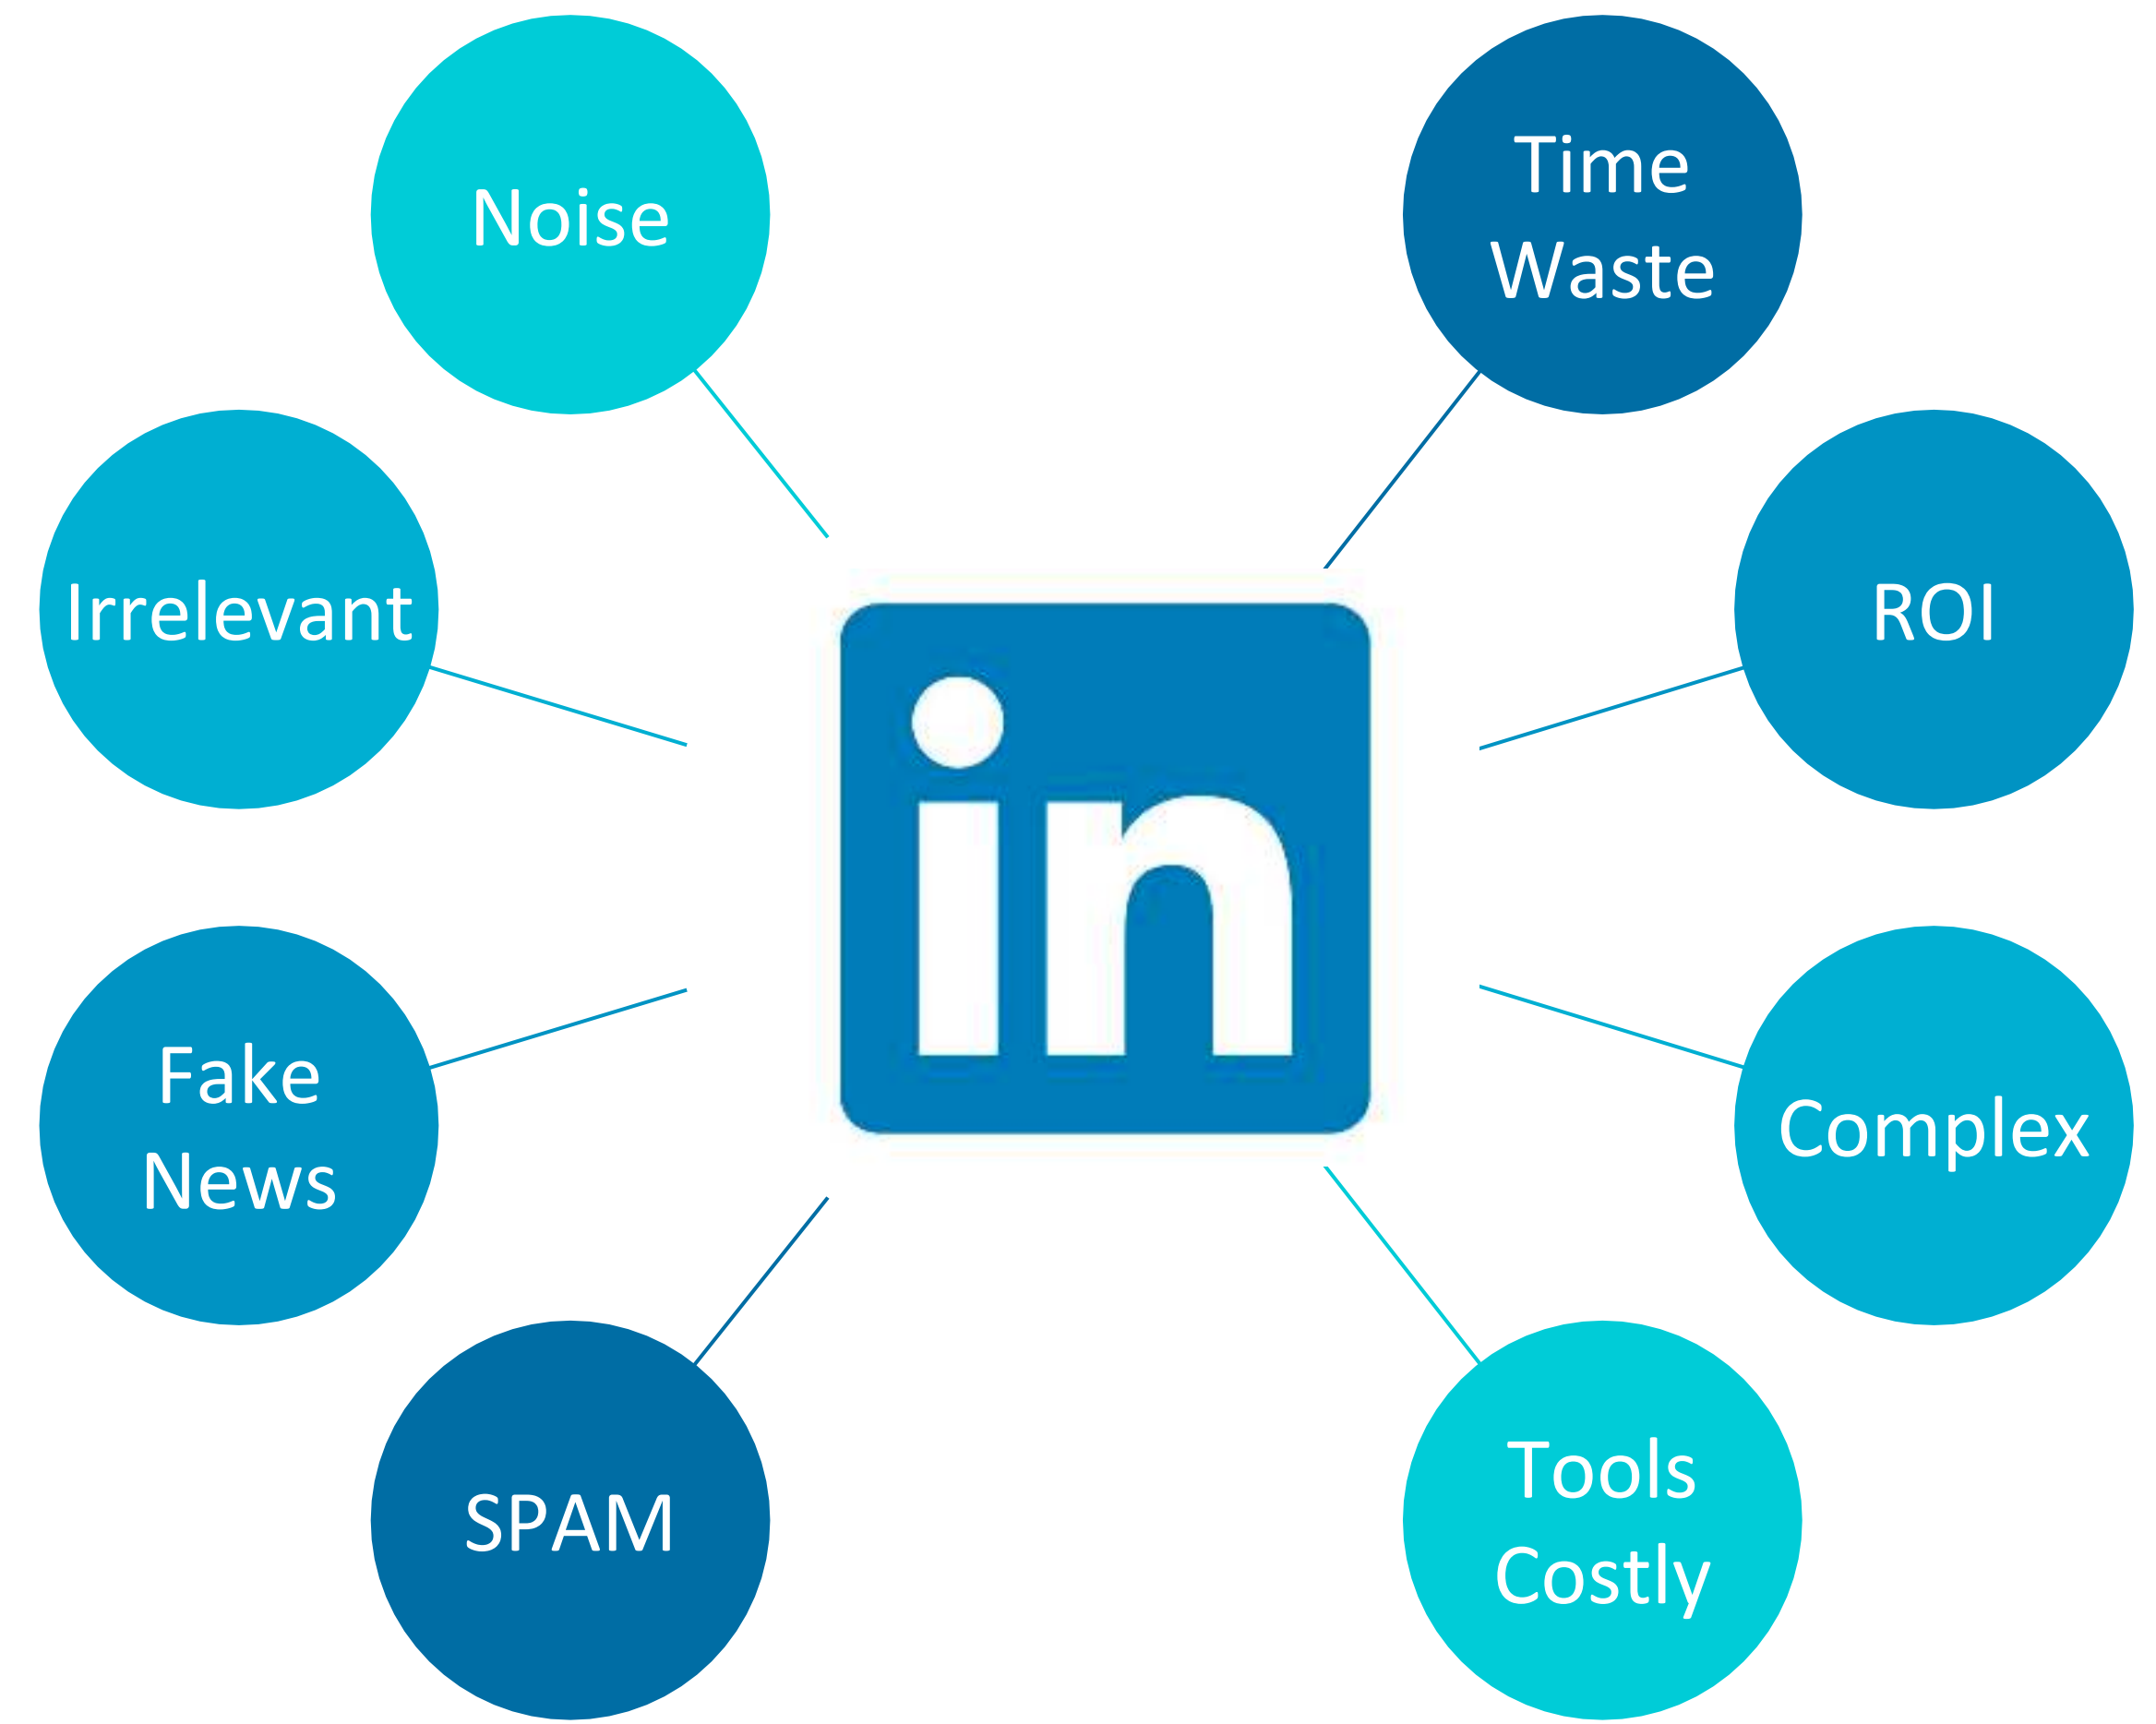 Noise
Time
Waste
Irrelevant
ROI
in
Fake
News
Complex
SPAM
Tools
Costly